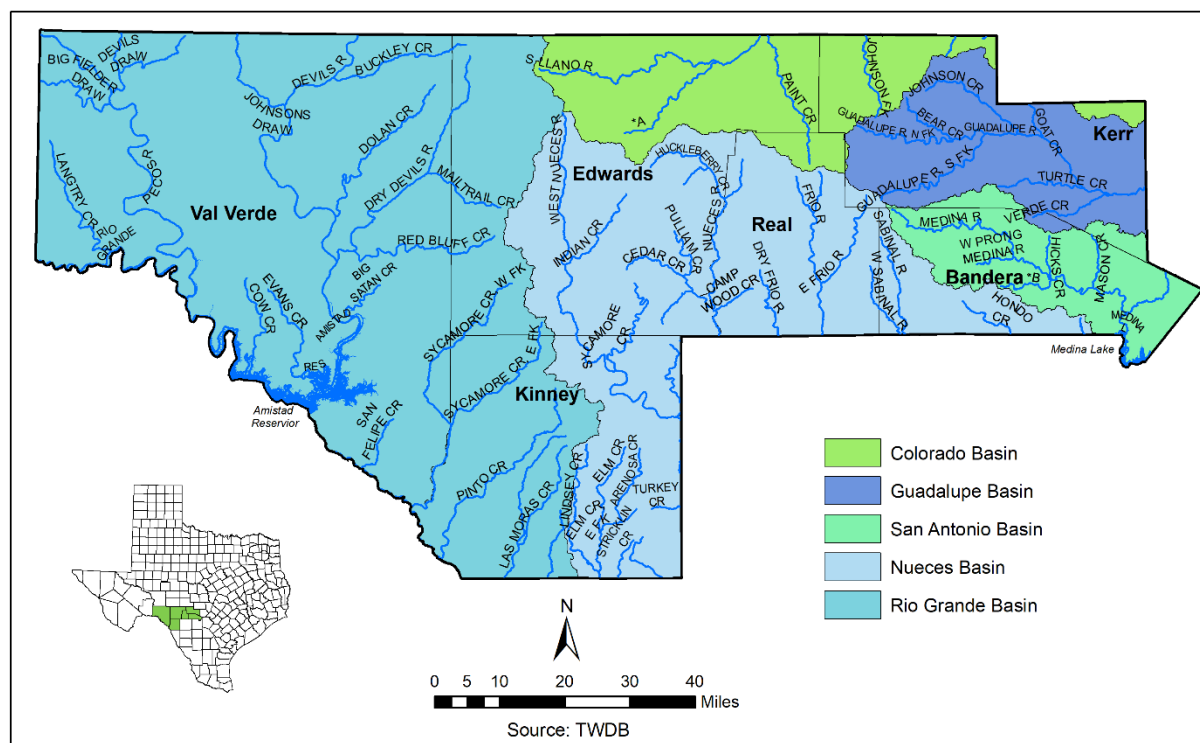 DEVILS
DRAW
BIG FIELDER
DRAW
DEVILS R
BUCKLEY CR
JOHNSONS
DRAW
DOLAN CR
LANGTRY CR
PECOS R
RIO
GRANDE
Val Verde
DRY DEVILS R
MAILTRAIL CR
RED BLUFF CR
BIG
SATAN CR
EVANS CR
COW CR
AMISTAD
RES
Amistad
Reservior
SAN
FELIPE CR
SYCAMORE CR W FK
SYCAMORE CR E FK
Kinney
PINTO CR
LAS MORAS CR
LINDSEY CR
ELM CR
ELM CR
E FK
ARENOSA CR
STRICKLIN
CR
TURKEY
CR
S LLANO R
*A
PAINT CR
JOHNSON FK
WEST NUECES R
Edwards
HUCKLEBERRY CR
INDIAN CR
PULLIAM CR
NUECES R
CEDAR CR
CAMP
WOOD CR
SYCAMORE
CR
Real
FRIO R
DRY FRIO R
E FRIO R
SABINAL R
W SABINAL R
JOHNSON CR
BEAR CR
GUADALUPE R N FK
GUADALUPE R
GOAT CR
Kerr
GUADALUPE R S FK
TURTLE CR
VERDE CR
MEDINA R
W PRONG
MEDINA R
Bandera
*B
HICKS CR
MASON R
HONDO
CR
MEDINA
Medina Lake
Colorado Basin
Guadalupe Basin
San Antonio Basin
Nueces Basin
Rio Grande Basin
N
0 5 10 20 30 40
Miles
Source: TWDB